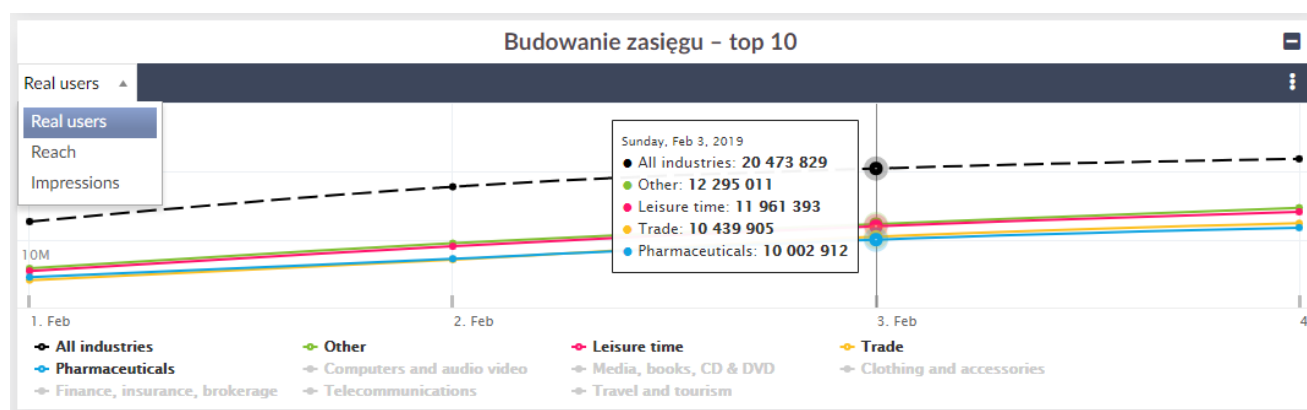 Budowanie zasięgu – top 10
Real users
Real users
Reach
Impressions
10M
Sunday, Feb 3, 2019
All industries: 20 473 829
Other: 12 295 011
Leisure time: 11 961 393
Trade: 10 439 905
Pharmaceuticals: 10 002 912
1. Feb 2. Feb 3. Feb 4
All industries Other Leisure time Trade
Pharmaceuticals Computers and audio video Media, books, CD & DVD Clothing and accessories
Finance, insurance, brokerage Telecommunications Travel and tourism